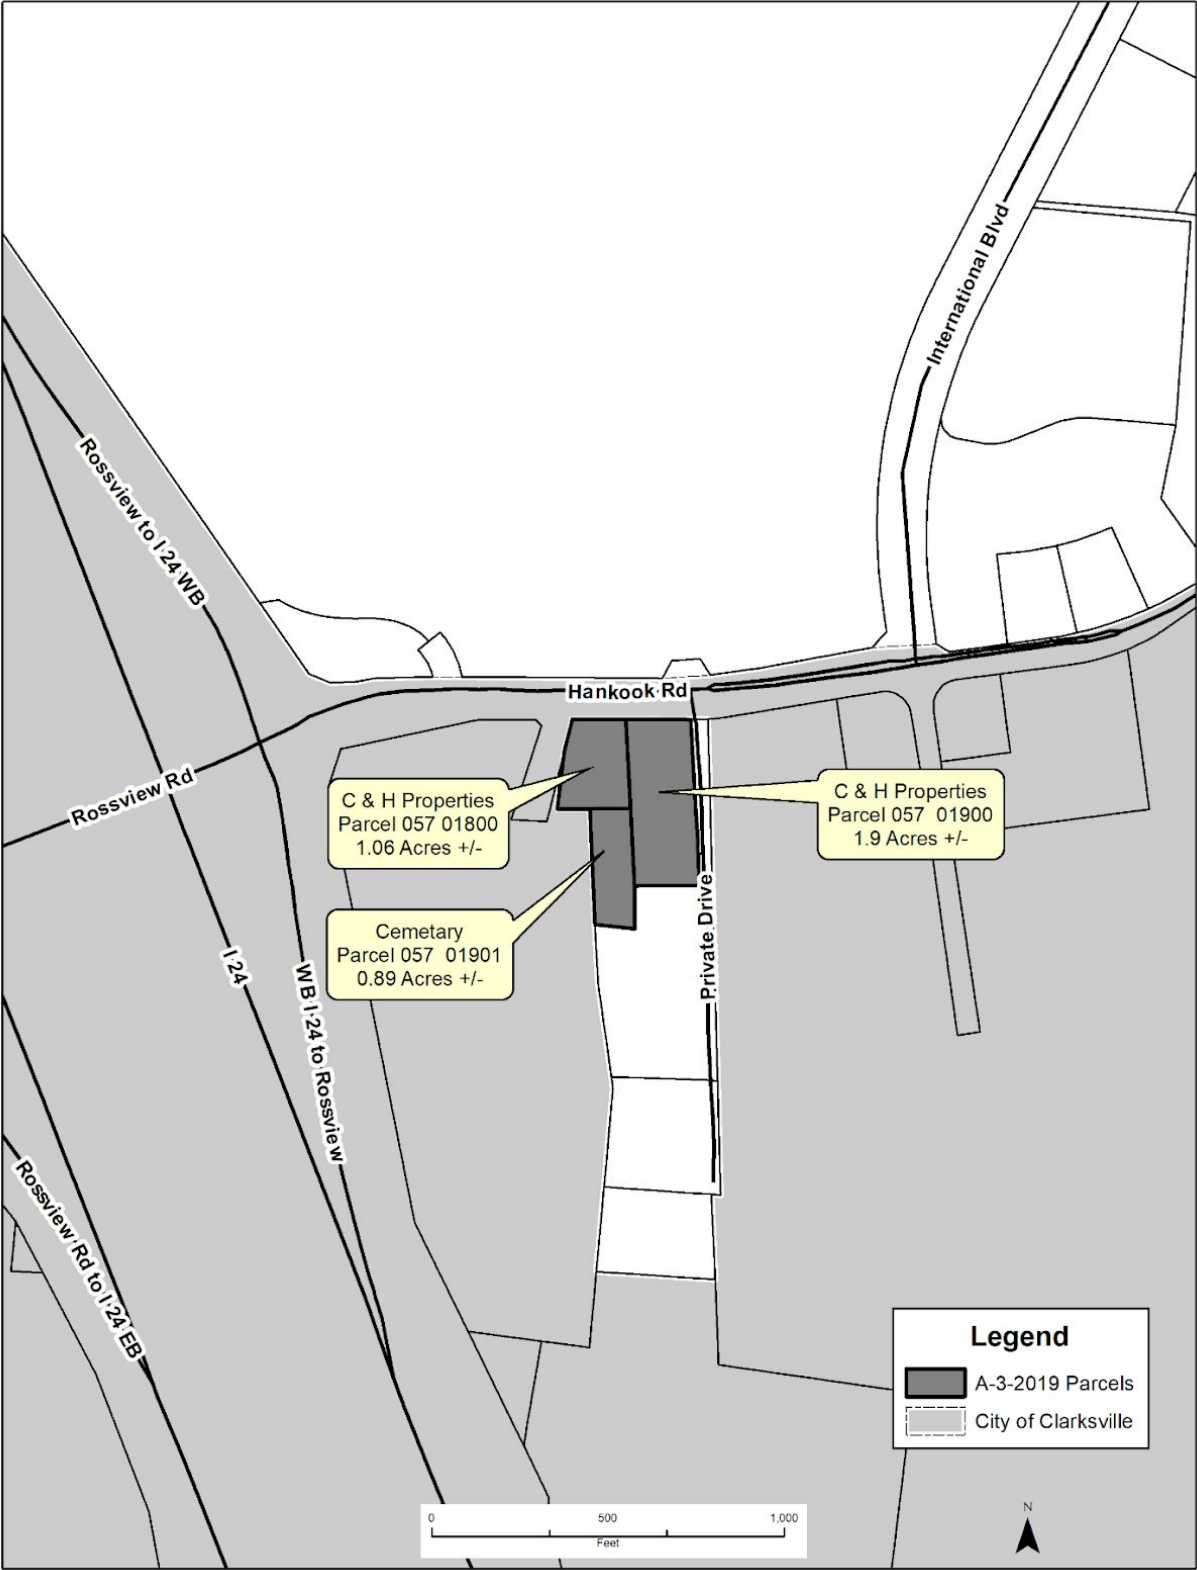 International Blvd
Rossview to I 24 WB
Hankook Rd
Rossview Rd
C & H Properties
Parcel 057 01800
1.06 Acres +/-
C & H Properties
Parcel 057 01900
1.9 Acres +/-
Cemetary
Parcel 057 01901
0.89 Acres +/-
Private Drive
I 24
WB I 24 to Rossview
Rossview Rd to I 24 EB
Legend
A-3-2019 Parcels
City of Clarksville
N
0 500 1,000
Feet